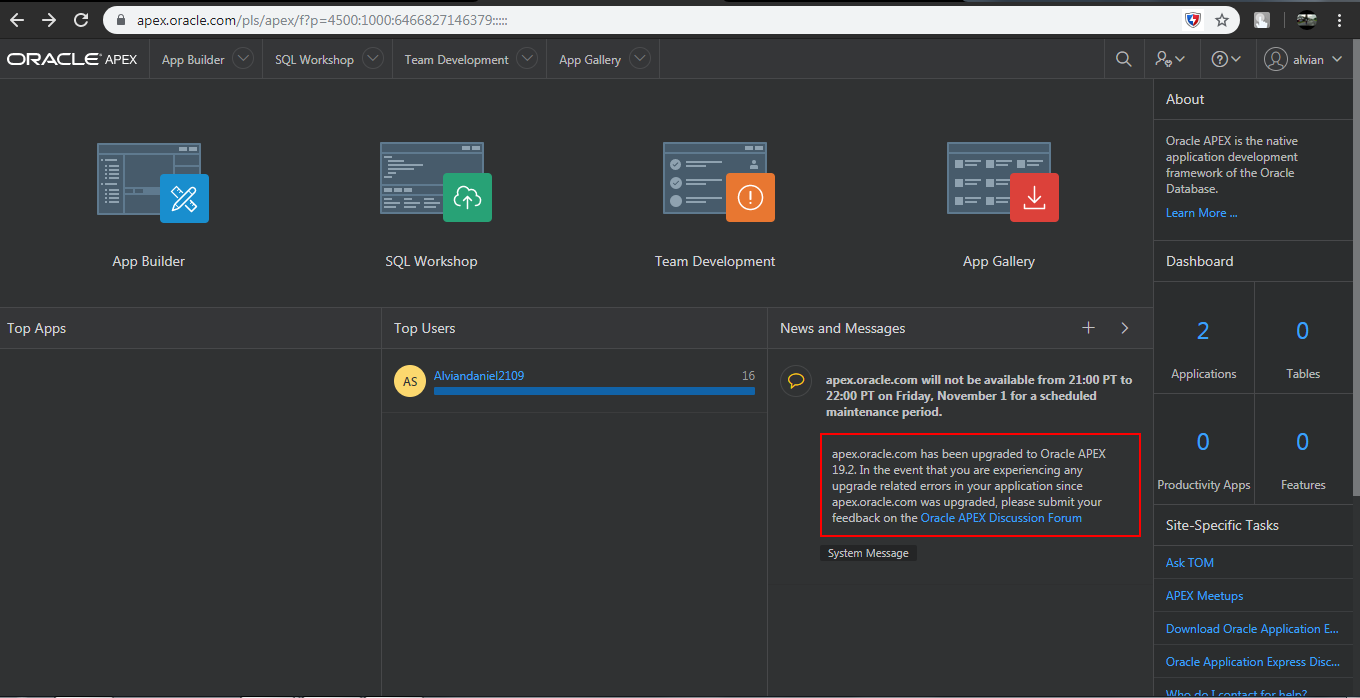 apex.oracle.com/pls/apex/f?p=4500:1000:6466827146379:::::
ORACLE APEX
App Builder
SQL Workshop
Team Development
App Gallery
alvian
App Builder
SQL Workshop
Team Development
App Gallery
Top Apps
Top Users
AS
Alviandaniel2109
16
News and Messages
apex.oracle.com will not be available from 21:00 PT to
22:00 PT on Friday, November 1 for a scheduled
maintenance period.
apex.oracle.com has been upgraded to Oracle APEX
19.2. In the event that you are experiencing any
upgrade related errors in your application since
apex.oracle.com was upgraded, please submit your
feedback on the Oracle APEX Discussion Forum
System Message
About
Oracle APEX is the native
application development
framework of the Oracle
Database.
Learn More ...
Dashboard
2
Applications
0
Tables
0
Productivity Apps
0
Features
Site-Specific Tasks
Ask TOM
APEX Meetups
Download Oracle Application E...
Oracle Application Express Disc...
Who do I contact for help?